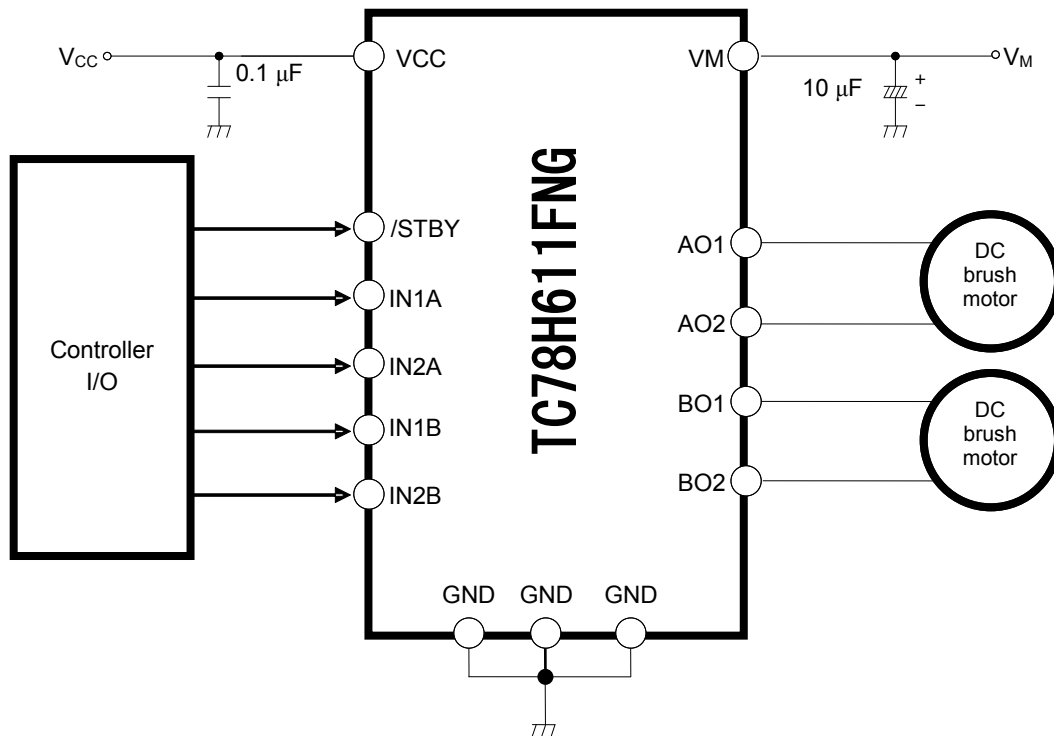 VCC
0.1 μF
VCC
VM
10 μF
+
−
VM
/STBY
IN1A
IN2A
IN1B
IN2B
Controller
I/O
TC78H611FNG
AO1
AO2
BO1
BO2
DC
brush
motor
DC
brush
motor
GND GND GND